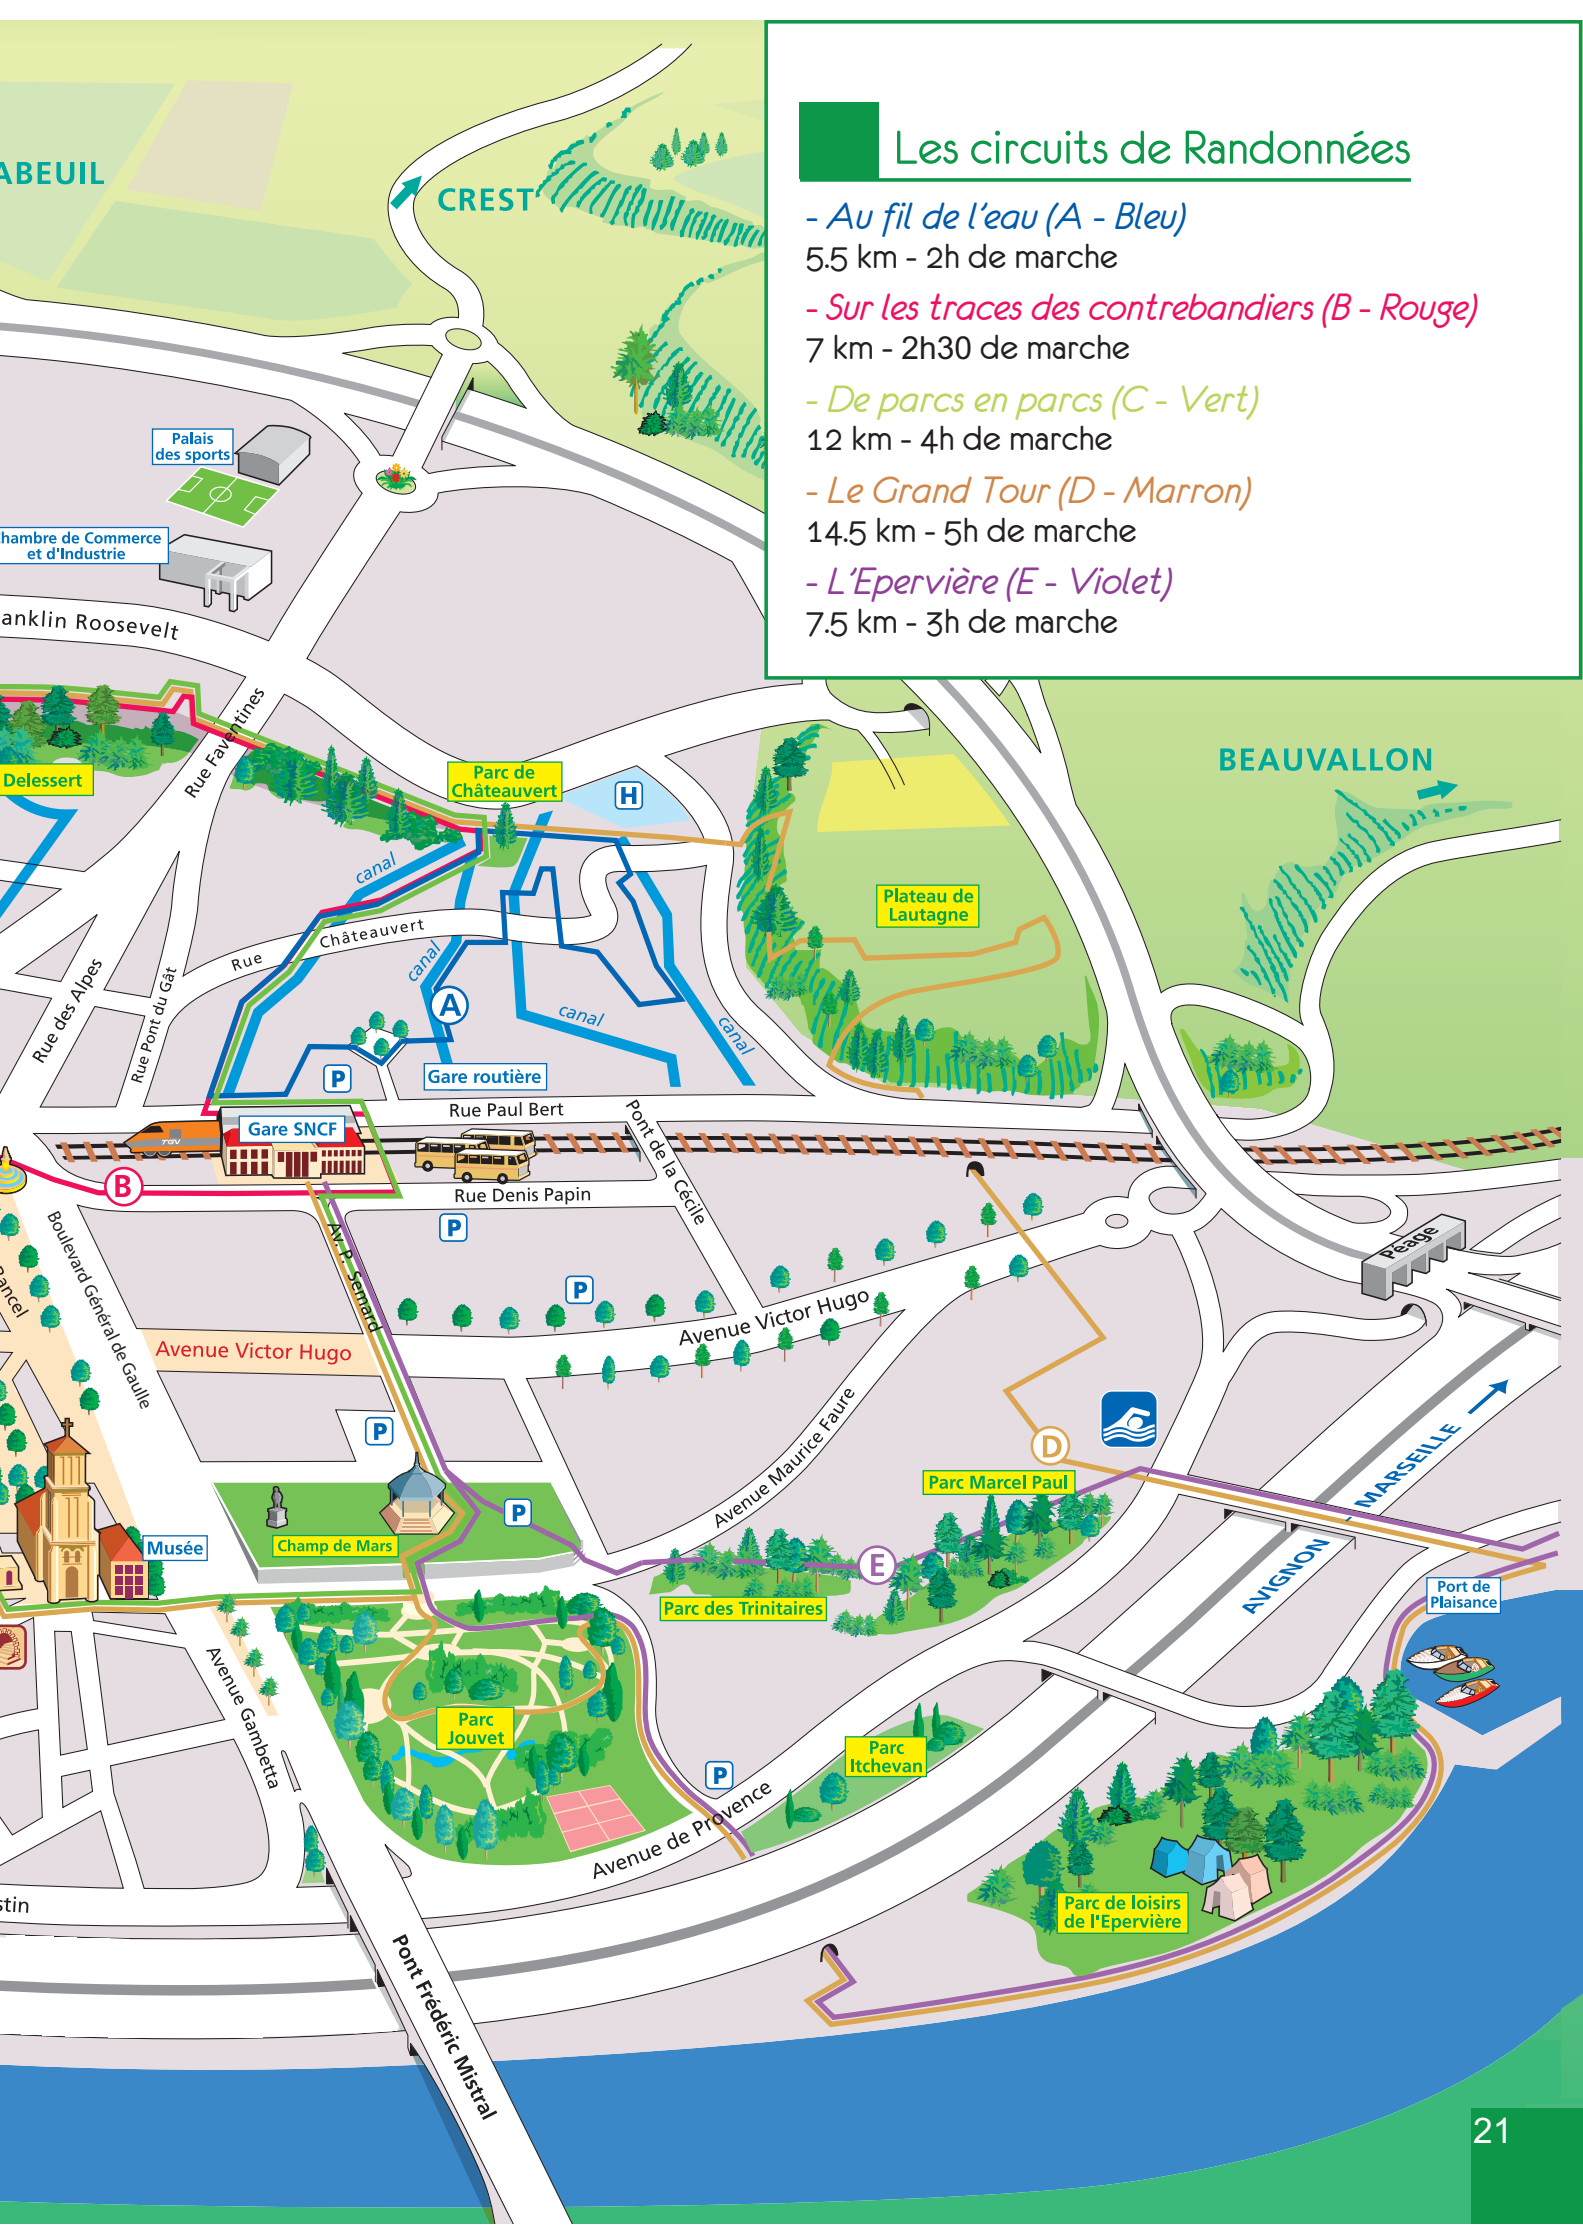 Les circuits de Randonnées
- Au fil de l'eau (A - Bleu)
5.5 km - 2h de marche
- Sur les traces des contrebandiers (B - Rouge)
7 km - 2h30 de marche
- De parcs en parcs (C - Vert)
12 km - 4h de marche
- Le Grand Tour (D - Marron)
14.5 km - 5h de marche
- L'Epervière (E - Violet)
7.5 km - 3h de marche
ABEUIL
CREST
Palais
des sports
hambre de Commerce
et d'Industrie
anklin Roosevelt
Rue Faventines
Delessert
Parc de
Châteauvert
H
BEAUVALLON
canal
Plateau de
Lautagne
Rue Châteauvert
canal
A
canal
canal
Rue des Alpes
Rue Pont du Gât
P
Gare routière
Rue Paul Bert
Gare SNCF
TGV
Pont de la Cécile
B
Rue Denis Papin
P
Boulevard Général de Gaulle
Av. P. Semard
ancel
P
Péage
Avenue Victor Hugo
Avenue Victor Hugo
P
Avenue Maurice Faure
D
MARSEILLE
Parc Marcel Paul
P
Musée
Champ de Mars
E
AVIGNON -
Port de
Plaisance
Parc des Trinitaires
Avenue Gambetta
Parc
Jouvet
Parc
Itchevan
P
Avenue de Provence
stin
Parc de loisirs
de l'Epervière
Pont Frédéric Mistral
21